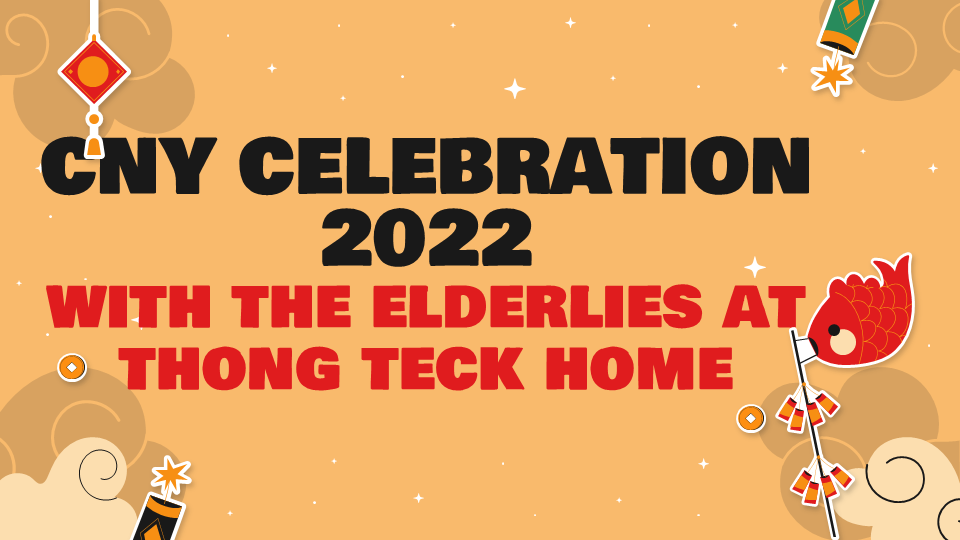 CNY CELEBRATION
2022
WITH THE ELDERLIES AT
THONG TECK HOME